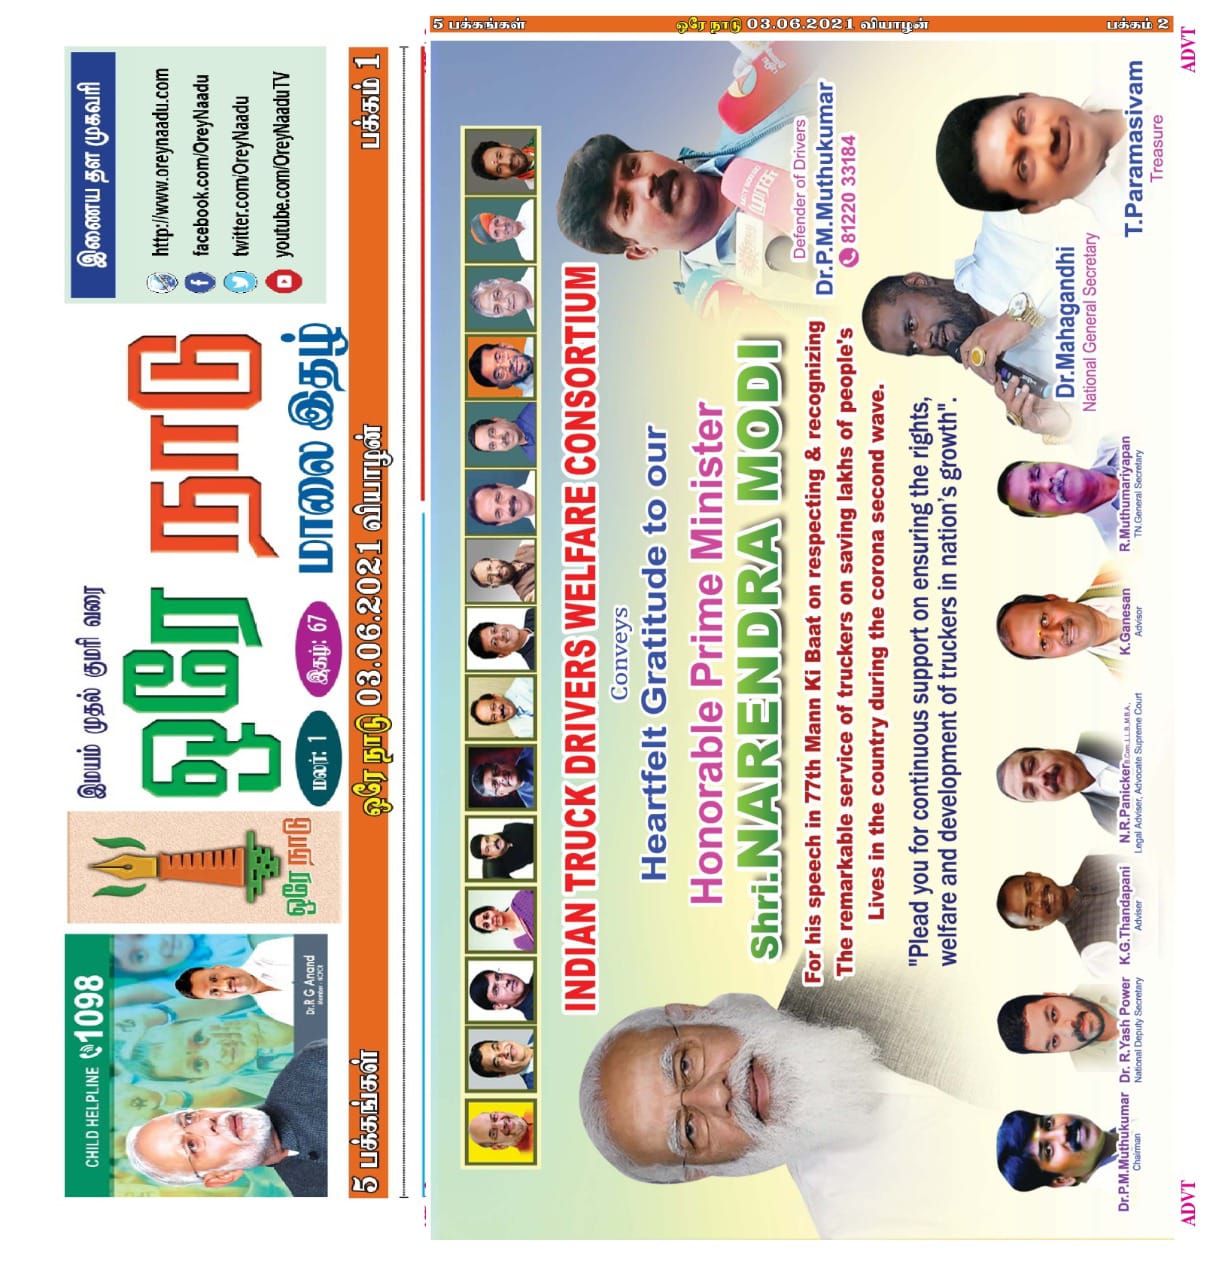 CHILD HELPLINE 1098
Dr.R G Anand
Member - NCPCR
ஒரே நாடு
இமயம் முதல் குமரி வரை
ஒரே நாடு
மலர்: 1
இதழ்: 67
மாலை இதழ்
இணைய தள முகவரி
http://www.oreynaadu.com
facebook.com/OreyNaadu
twitter.com/OreyNaadu
youtube.com/OreyNaaduTV
5 பக்கங்கள்
ஒரே நாடு 03.06.2021 வியாழன்
பக்கம் 1
INDIAN TRUCK DRIVERS WELFARE CONSORTIUM
Conveys
Heartfelt Gratitude to our
Honorable Prime Minister
Shri.NARENDRA MODI
For his speech in 77th Mann Ki Baat on respecting & recognizing
The remarkable service of truckers on saving lakhs of people's
Lives in the country during the corona second wave.
"Plead you for continuous support on ensuring the rights,
welfare and development of truckers in nation's growth".
முரசு
Defender of Drivers
Dr.P.M.Muthukumar
81220 33184
Dr.Mahagandhi
National General Secretary
T.Paramasivam
Treasure
Dr.P.M.Muthukumar
Chairman
Dr. R.Yash Power
National Deputy Secretary
K.G.Thandapani
Adviser
N.R.Panicker B.Com.,L.L.B.,M.B.A.,
Legal Adviser, Advocate Supreme Court
K.Ganesan
Advisor
R.Muthumariyapan
TN.General Secretary
5 பக்கங்கள்
ஒரே நாடு 03.06.2021 வியாழன்
பக்கம் 2
ADVT
ADVT